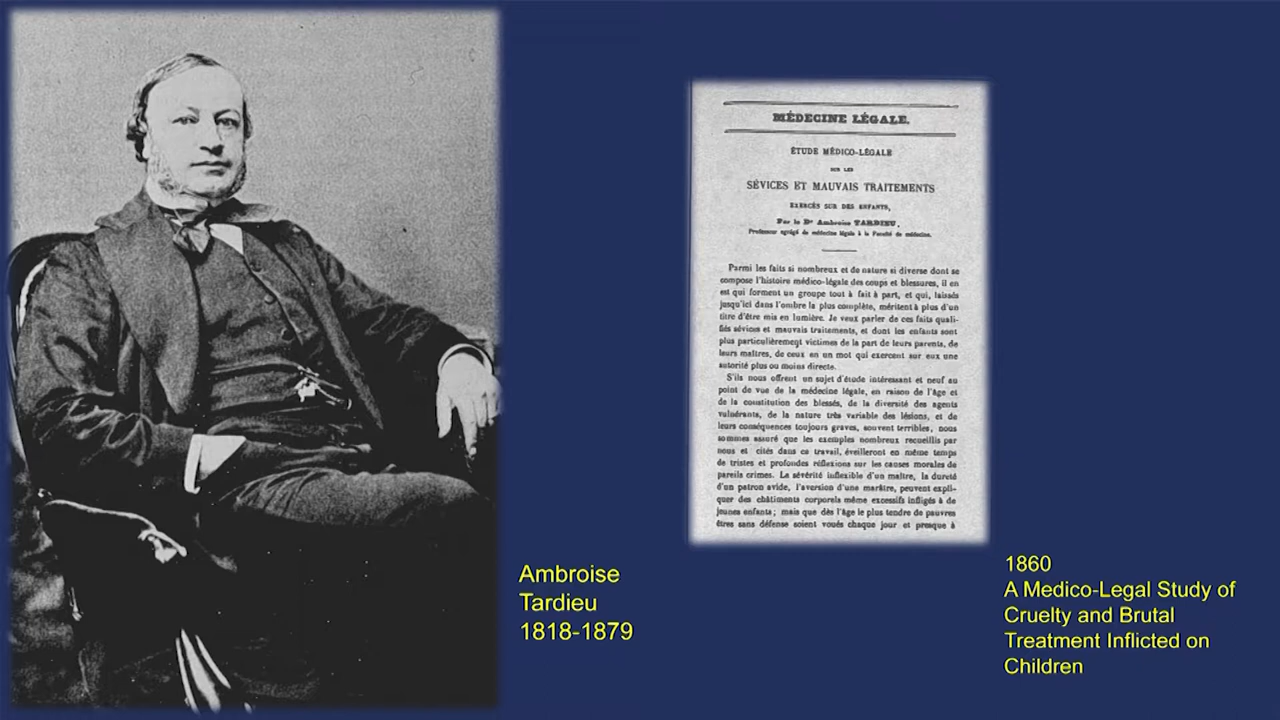 Ambroise
Tardieu
1818-1879
MÉDECINE LÉGALE.
ÉTUDE MÉDICO-LÉGALE
SUR LES
SÉVICES ET MAUVAIS TRAITEMENTS
EXERCÉS SUR DES ENFANTS,
Par le Dr Ambroise TARDIEU,
Professeur agrégé de médecine légale à la Faculté de médecine.
Parmi les faits si nombreux et de nature si diverse dont se
compose l'histoire médico-légale des coups et blessures, il en
est qui forment un groupe tout à fait à part, et qui, laissés
jusqu'ici dans l'ombre la plus complète, méritent à plus d'un
titre d'être mis en lumière. Je veux parler de ces faits quali-
fiés sévices et mauvais traitements, et dont les enfants sont
plus particulièrement victimes de la part de leurs parents, de
leurs maîtres, de ceux en un mot qui exercent sur eux une
autorité plus ou moins directe.
S'ils nous offrent un sujet d'étude intéressant et neuf au
point de vue de la médecine légale, en raison de l'âge et
de la constitution des blessés, de la diversité des agents
vulnérants, de la nature très variable des lésions, et de
leurs conséquences toujours graves, souvent terribles, nous
sommes assuré que les exemples nombreux recueillis par
nous et cités dans ce travail, éveilleront en même temps
de tristes et profondes réflexions sur les causes morales de
pareils crimes. La sévérité inflexible d'un maître, la dureté
d'un patron avide, l'aversion d'une marâtre, peuvent expli-
quer des châtiments corporels même excessifs infligés à de
jeunes enfants; mais que dès l'âge le plus tendre de pauvres
êtres sans défense soient voués chaque jour et presque à
1860
A Medico-Legal Study of
Cruelty and Brutal
Treatment Inflicted on
Children